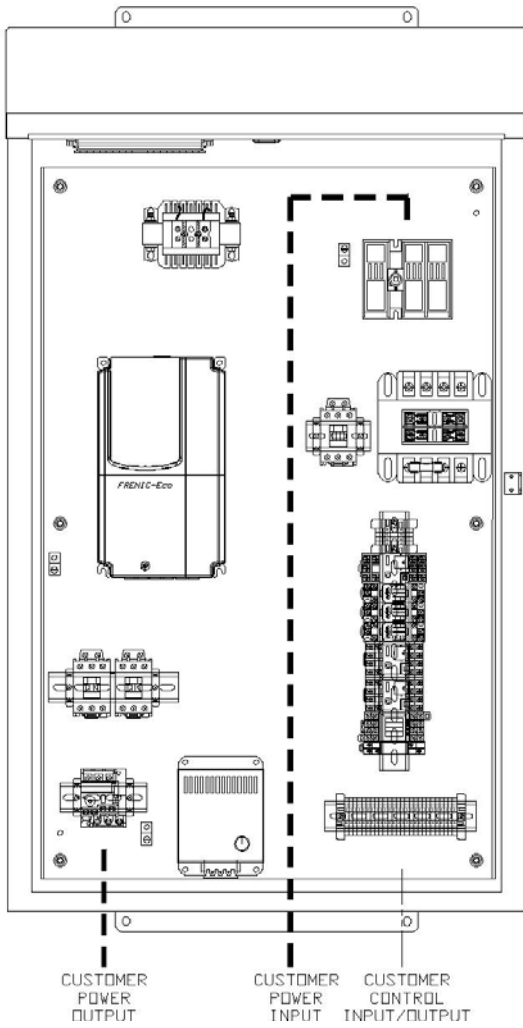 FRENIC-Eco
CUSTOMER
POWER
OUTPUT
CUSTOMER
POWER
INPUT
CUSTOMER
CONTROL
INPUT/OUTPUT